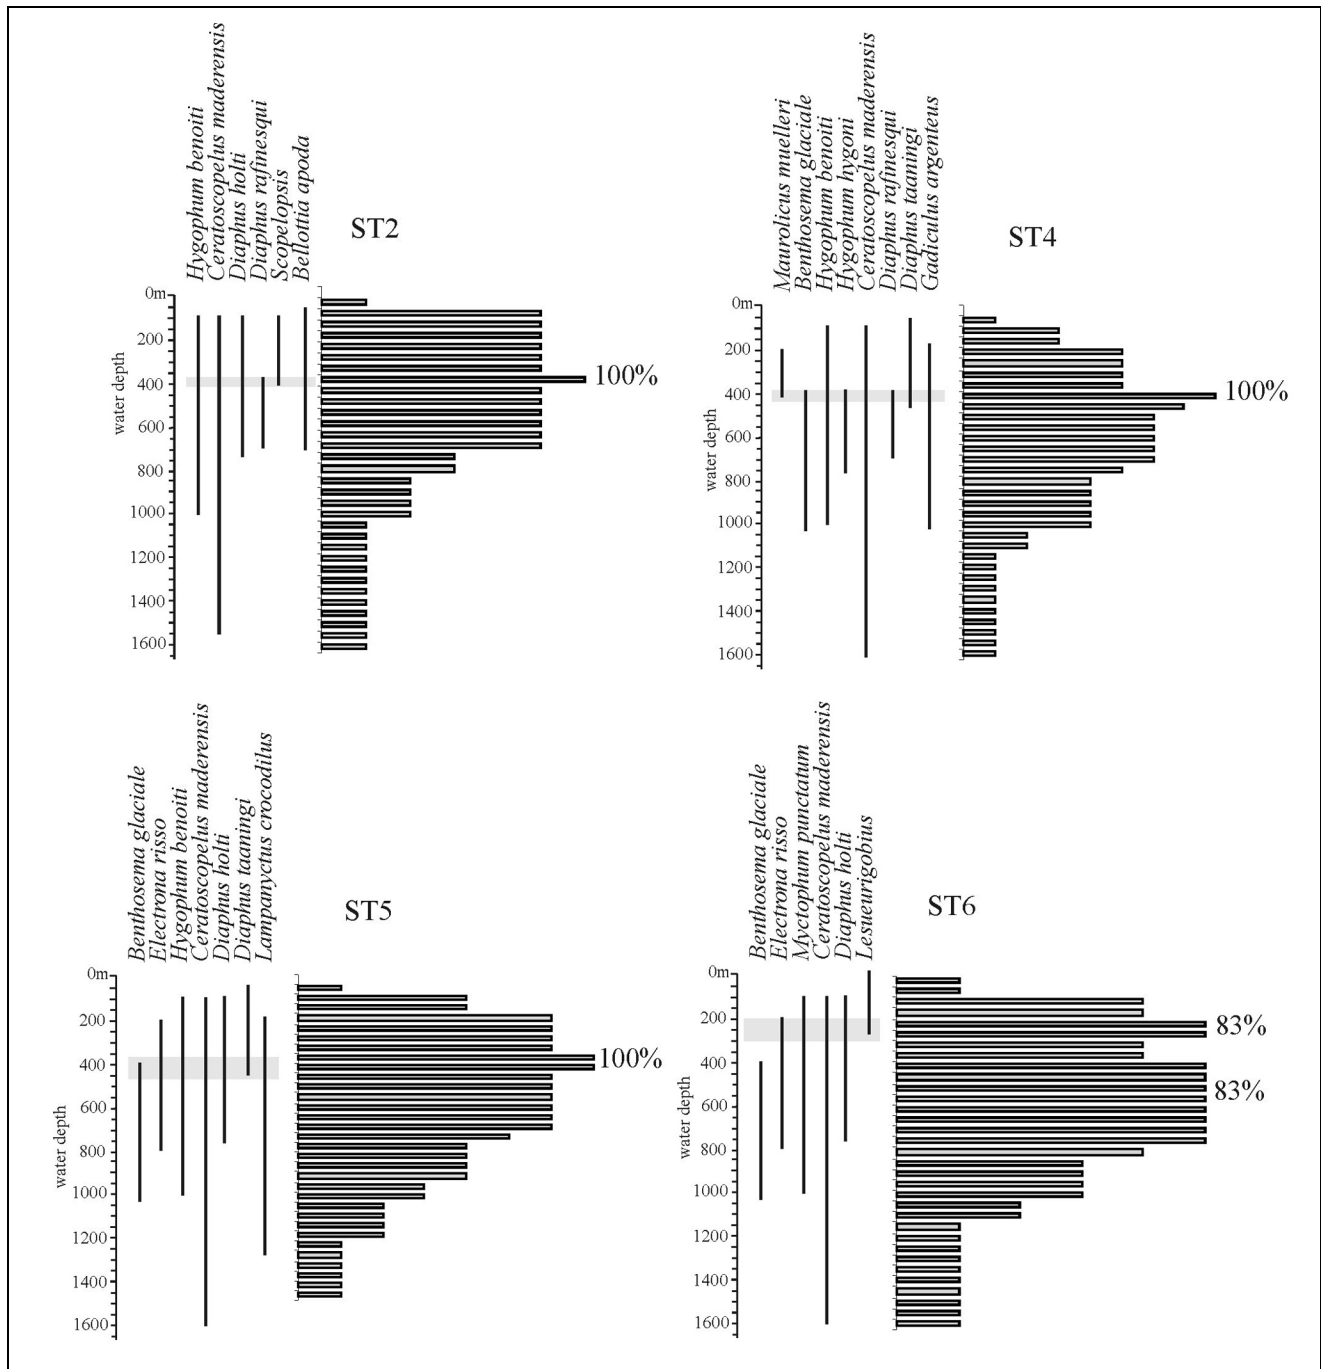 Hygophum benoiti
Ceratoscopelus maderensis
Diaphus holti
Diaphus rafinesqui
Scopelopsis
Bellottia apoda
ST2
0m
200
400
600
800
1000
1200
1400
1600
water depth
100%
Maurolicus muelleri
Benthosema glaciale
Hygophum benoiti
Hygophum hygoni
Ceratoscopelus maderensis
Diaphus rafinesqui
Diaphus taaningi
Gadiculus argenteus
ST4
0m
200
400
600
800
1000
1200
1400
1600
water depth
100%
Benthosema glaciale
Electrona risso
Hygophum benoiti
Ceratoscopelus maderensis
Diaphus holti
Diaphus taaningi
Lampanyctus crocodilus
ST5
0m
200
400
600
800
1000
1200
1400
1600
water depth
100%
Benthosema glaciale
Electrona risso
Myctophum punctatum
Ceratoscopelus maderensis
Diaphus holti
Lesueurigobius
ST6
0m
200
400
600
800
1000
1200
1400
1600
water depth
83%
83%